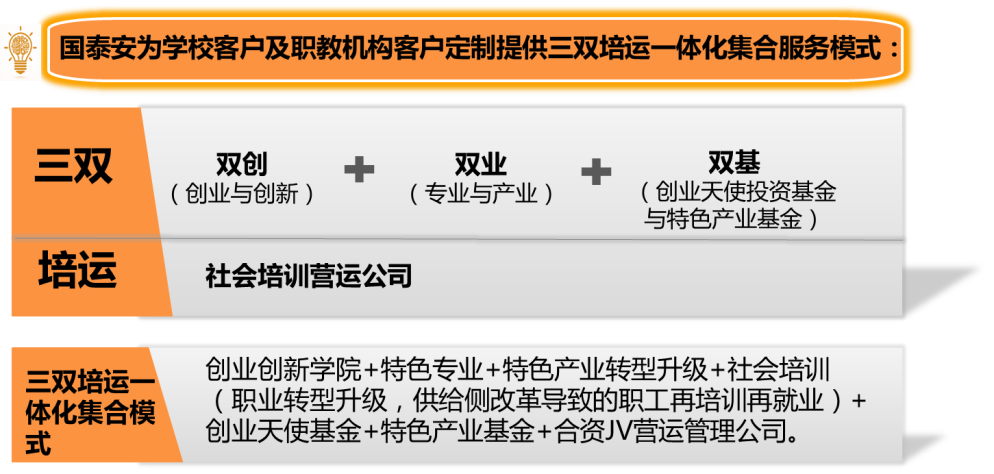 国泰安为学校客户及职教机构客户定制提供三双培运一体化集合服务模式：
三双
双创
（创业与创新）
双业
（专业与产业）
双基
（创业天使投资基金
与特色产业基金）
培运
社会培训营运公司
三双培运一
体化集合模
式
创业创新学院+特色专业+特色产业转型升级+社会培训
（职业转型升级，供给侧改革导致的职工再培训再就业）+
创业天使基金+特色产业基金+合资JV营运管理公司。